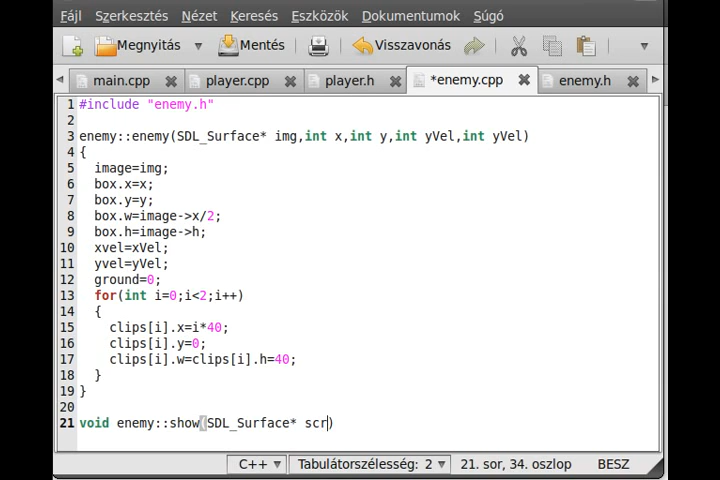 Fájl Szerkesztés Nézet Keresés Eszközök Dokumentumok Súgó
Megnyitás Mentés Visszavonás
main.cpp player.cpp player.h *enemy.cpp enemy.h
1 #include "enemy.h"
2
3 enemy::enemy(SDL_Surface* img,int x,int y,int yVel,int yVel)
4 {
5   image=img;
6   box.x=x;
7   box.y=y;
8   box.w=image->x/2;
9   box.h=image->h;
10   xvel=xVel;
11   yvel=yVel;
12   ground=0;
13   for(int i=0;i<2;i++)
14   {
15     clips[i].x=i*40;
16     clips[i].y=0;
17     clips[i].w=clips[i].h=40;
18   }
19 }
20
21 void enemy::show(SDL_Surface* scr)
C++ Tabulátorszélesség: 2 21. sor, 34. oszlop BESZ